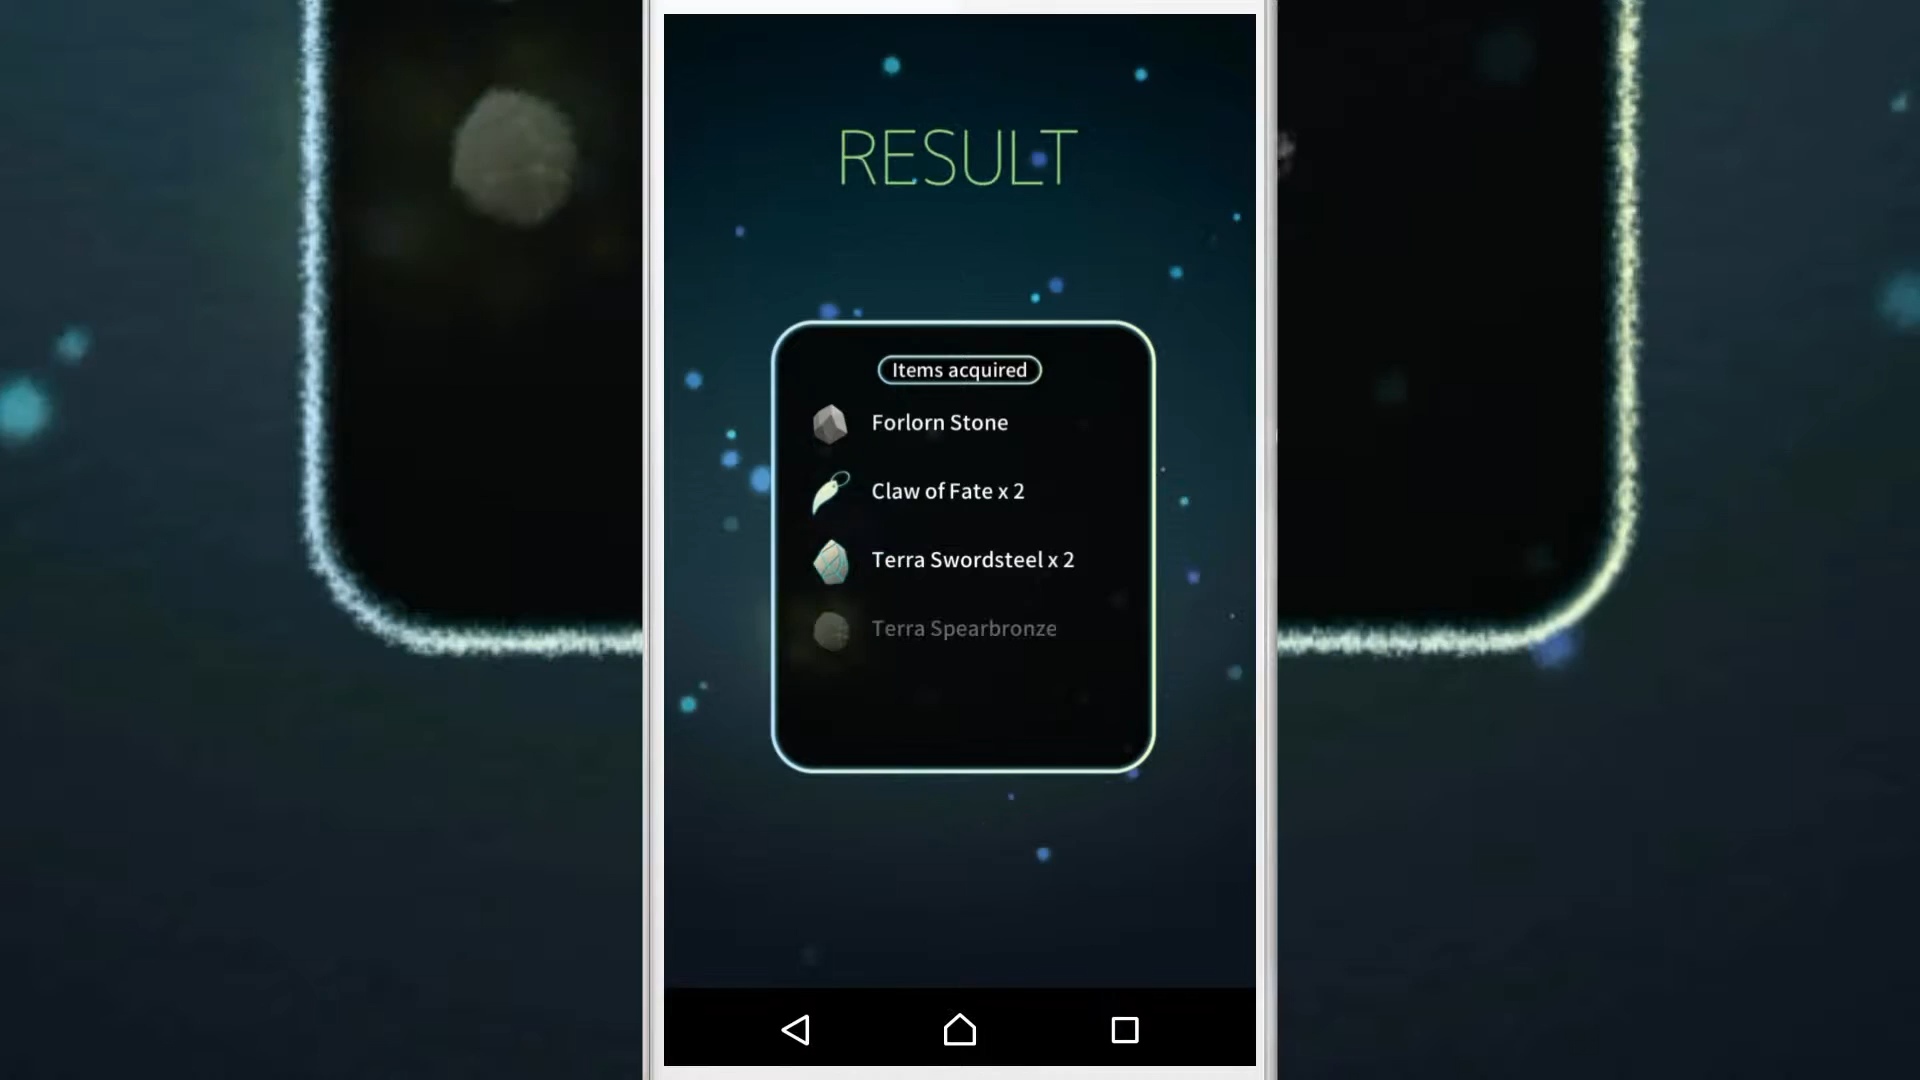 RESULT
Items acquired
Forlorn Stone
Claw of Fate x 2
Terra Swordsteel x 2
Terra Spearbronze